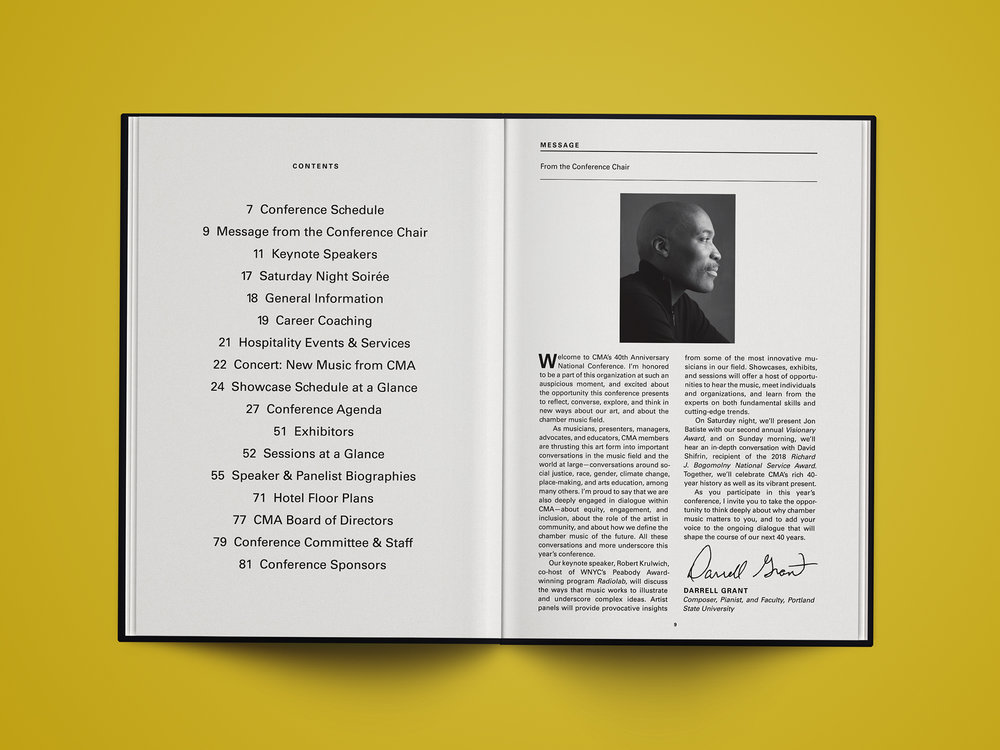 CONTENTS
7 Conference Schedule
9 Message from the Conference Chair
11 Keynote Speakers
17 Saturday Night Soirée
18 General Information
19 Career Coaching
21 Hospitality Events & Services
22 Concert: New Music from CMA
24 Showcase Schedule at a Glance
27 Conference Agenda
51 Exhibitors
52 Sessions at a Glance
55 Speaker & Panelist Biographies
71 Hotel Floor Plans
77 CMA Board of Directors
79 Conference Committee & Staff
81 Conference Sponsors
MESSAGE
From the Conference Chair
Welcome to CMA's 40th Anniversary
National Conference. I'm honored
to be a part of this organization at such an
auspicious moment, and excited about
the opportunity this conference presents
to reflect, converse, explore, and think in
new ways about our art, and about the
chamber music field.
As musicians, presenters, managers,
advocates, and educators, CMA members
are thrusting this art form into important
conversations in the music field and the
world at large—conversations around so-
cial justice, race, gender, climate change,
place-making, and arts education, among
many others. I'm proud to say that we are
also deeply engaged in dialogue within
CMA—about equity, engagement, and
inclusion, about the role of the artist in
community, and about how we define the
chamber music of the future. All these
conversations and more underscore this
year's conference.
Our keynote speaker, Robert Krulwich,
co-host of WNYC's Peabody Award-
winning program Radiolab, will discuss
the ways that music works to illustrate
and underscore complex ideas. Artist
panels will provide provocative insights
from some of the most innovative mu-
sicians in our field. Showcases, exhibits,
and sessions will offer a host of opportu-
nities to hear the music, meet individuals
and organizations, and learn from the
experts on both fundamental skills and
cutting-edge trends.
On Saturday night, we'll present Jon
Batiste with our second annual Visionary
Award, and on Sunday morning, we'll
hear an in-depth conversation with David
Shifrin, recipient of the 2018 Richard
J. Bogomolny National Service Award.
Together, we'll celebrate CMA's rich 40-
year history as well as its vibrant present.
As you participate in this year's
conference, I invite you to take the oppor-
tunity to think deeply about why chamber
music matters to you, and to add your
voice to the ongoing dialogue that will
shape the course of our next 40 years.
Darrell Grant
DARRELL GRANT
Composer, Pianist, and Faculty, Portland
State University
9